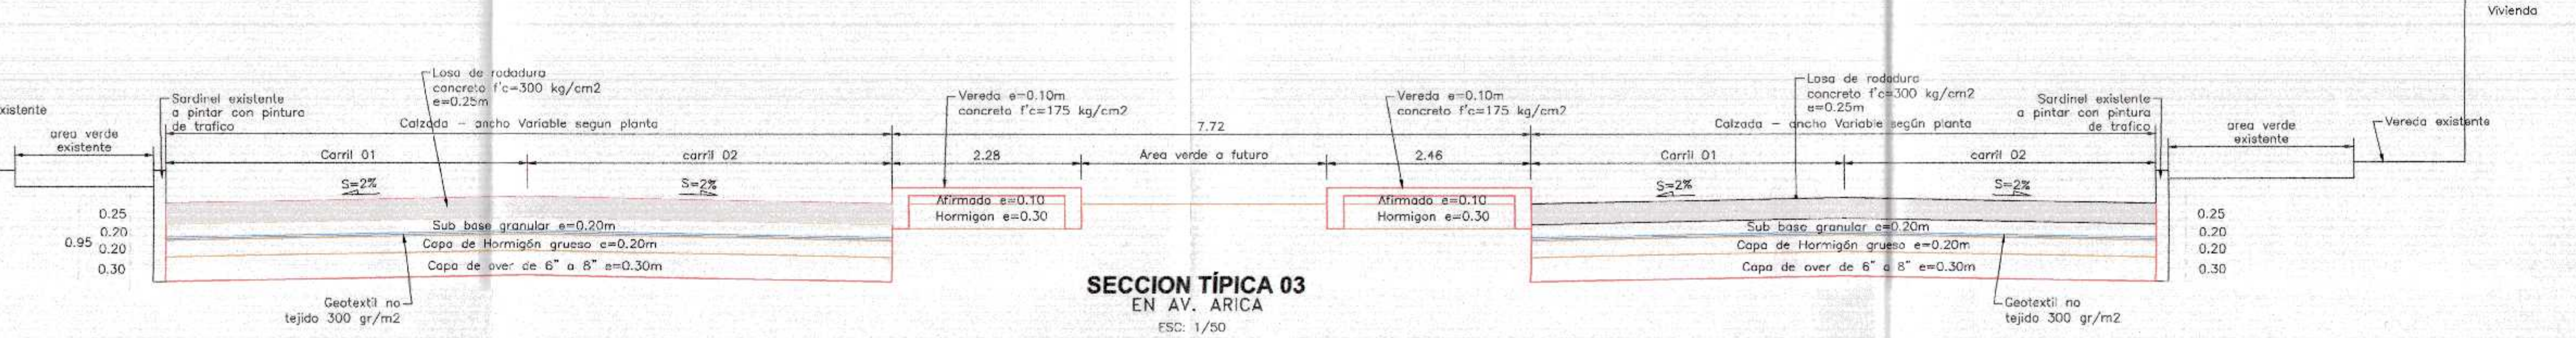 Vivienda
xistente
area verde
existente
Sardinel existente
a pintar con pintura
de trafico
Losa de rodadura
concreto f'c=300 kg/cm2
e=0.25m
Calzada - ancho Variable segun planta
Carril 01
carril 02
S=2%
S=2%
Vereda e=0.10m
concreto f'c=175 kg/cm2
7.72
2.28
Area verde a futuro
2.46
Vereda e=0.10m
concreto f'c=175 kg/cm2
Afirmado e=0.10
Hormigon e=0.30
Afirmado e=0.10
Hormigon e=0.30
Losa de rodadura
concreto f'c=300 kg/cm2
e=0.25m
Calzada - ancho Variable según planta
Carril 01
carril 02
S=2%
S=2%
Sardinel existente
a pintar con pintura
de trafico
area verde
existente
Vereda existente
0.25
0.20
0.95
0.20
0.30
Sub base granular e=0.20m
Capa de Hormigón grueso e=0.20m
Capa de over de 6" a 8" e=0.30m
Geotextil no
tejido 300 gr/m2
Sub base granular e=0.20m
Capa de Hormigón grueso e=0.20m
Capa de over de 6" a 8" e=0.30m
Geotextil no
tejido 300 gr/m2
0.25
0.20
0.20
0.30
SECCION TÍPICA 03
EN AV. ARICA
ESC: 1/50